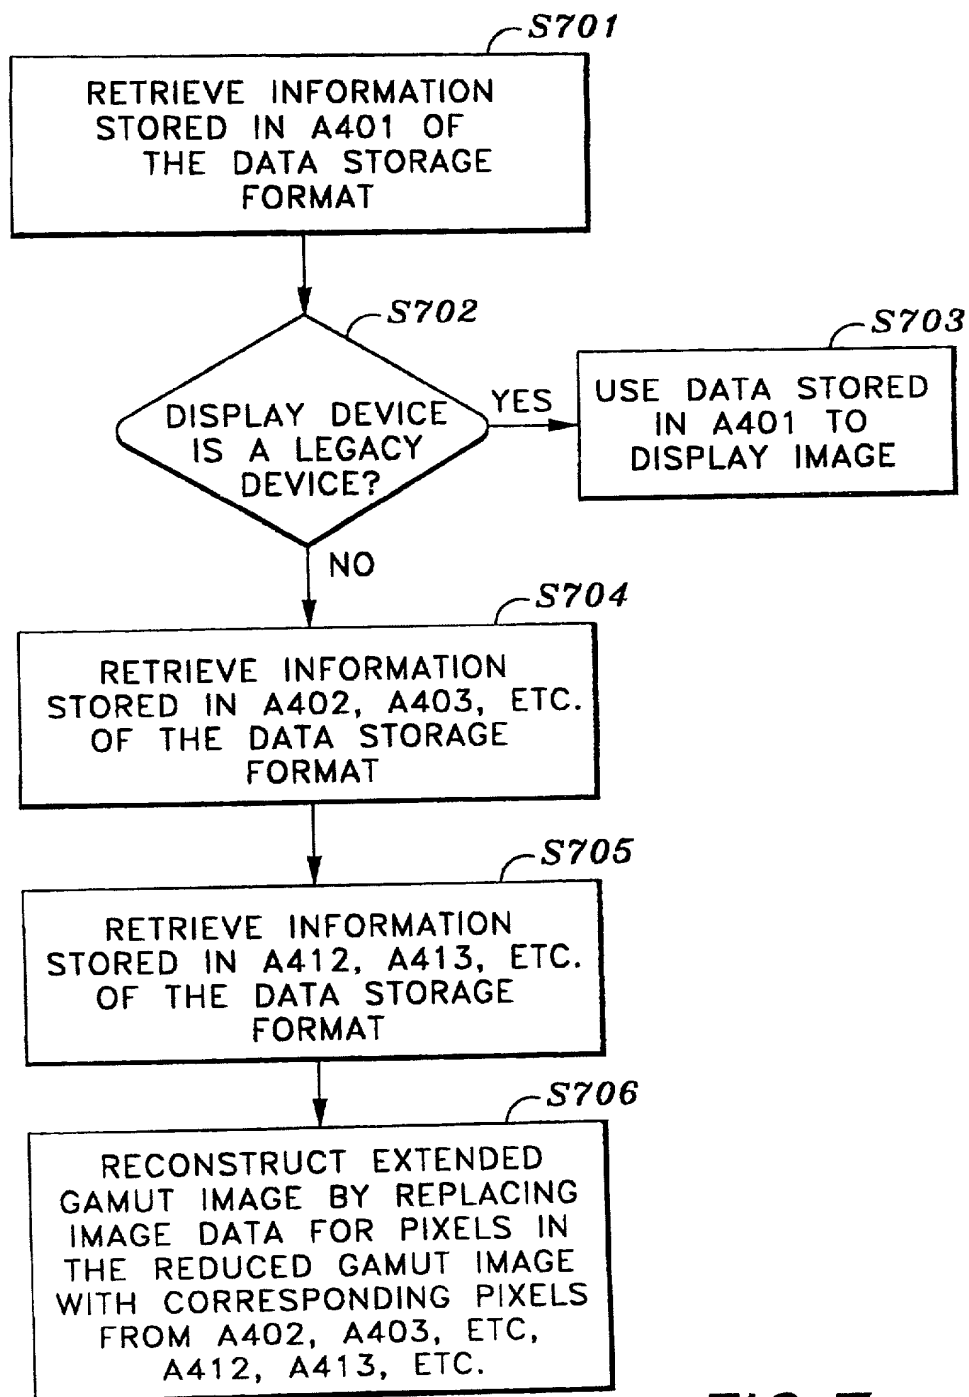 S701
RETRIEVE INFORMATION
STORED IN A401 OF
THE DATA STORAGE
FORMAT
S702
DISPLAY DEVICE
IS A LEGACY
DEVICE?
YES
S703
USE DATA STORED
IN A401 TO
DISPLAY IMAGE
NO
S704
RETRIEVE INFORMATION
STORED IN A402, A403, ETC.
OF THE DATA STORAGE
FORMAT
S705
RETRIEVE INFORMATION
STORED IN A412, A413, ETC.
OF THE DATA STORAGE
FORMAT
S706
RECONSTRUCT EXTENDED
GAMUT IMAGE BY REPLACING
IMAGE DATA FOR PIXELS IN
THE REDUCED GAMUT IMAGE
WITH CORRESPONDING PIXELS
FROM A402, A403, ETC,
A412, A413, ETC.